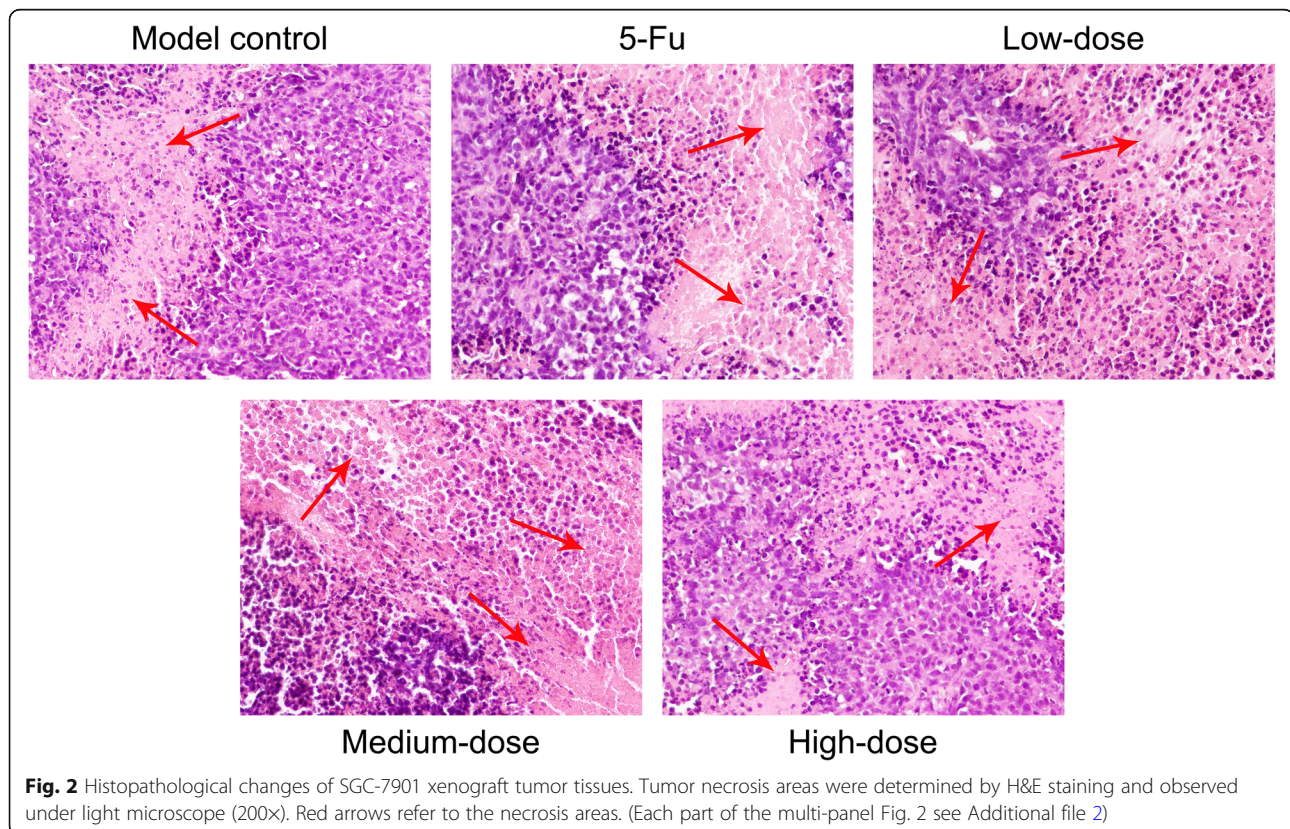 Model control
5-Fu
Low-dose
Medium-dose
High-dose
Fig. 2 Histopathological changes of SGC-7901 xenograft tumor tissues. Tumor necrosis areas were determined by H&E staining and observed
under light microscope (200×). Red arrows refer to the necrosis areas. (Each part of the multi-panel Fig. 2 see Additional file 2)